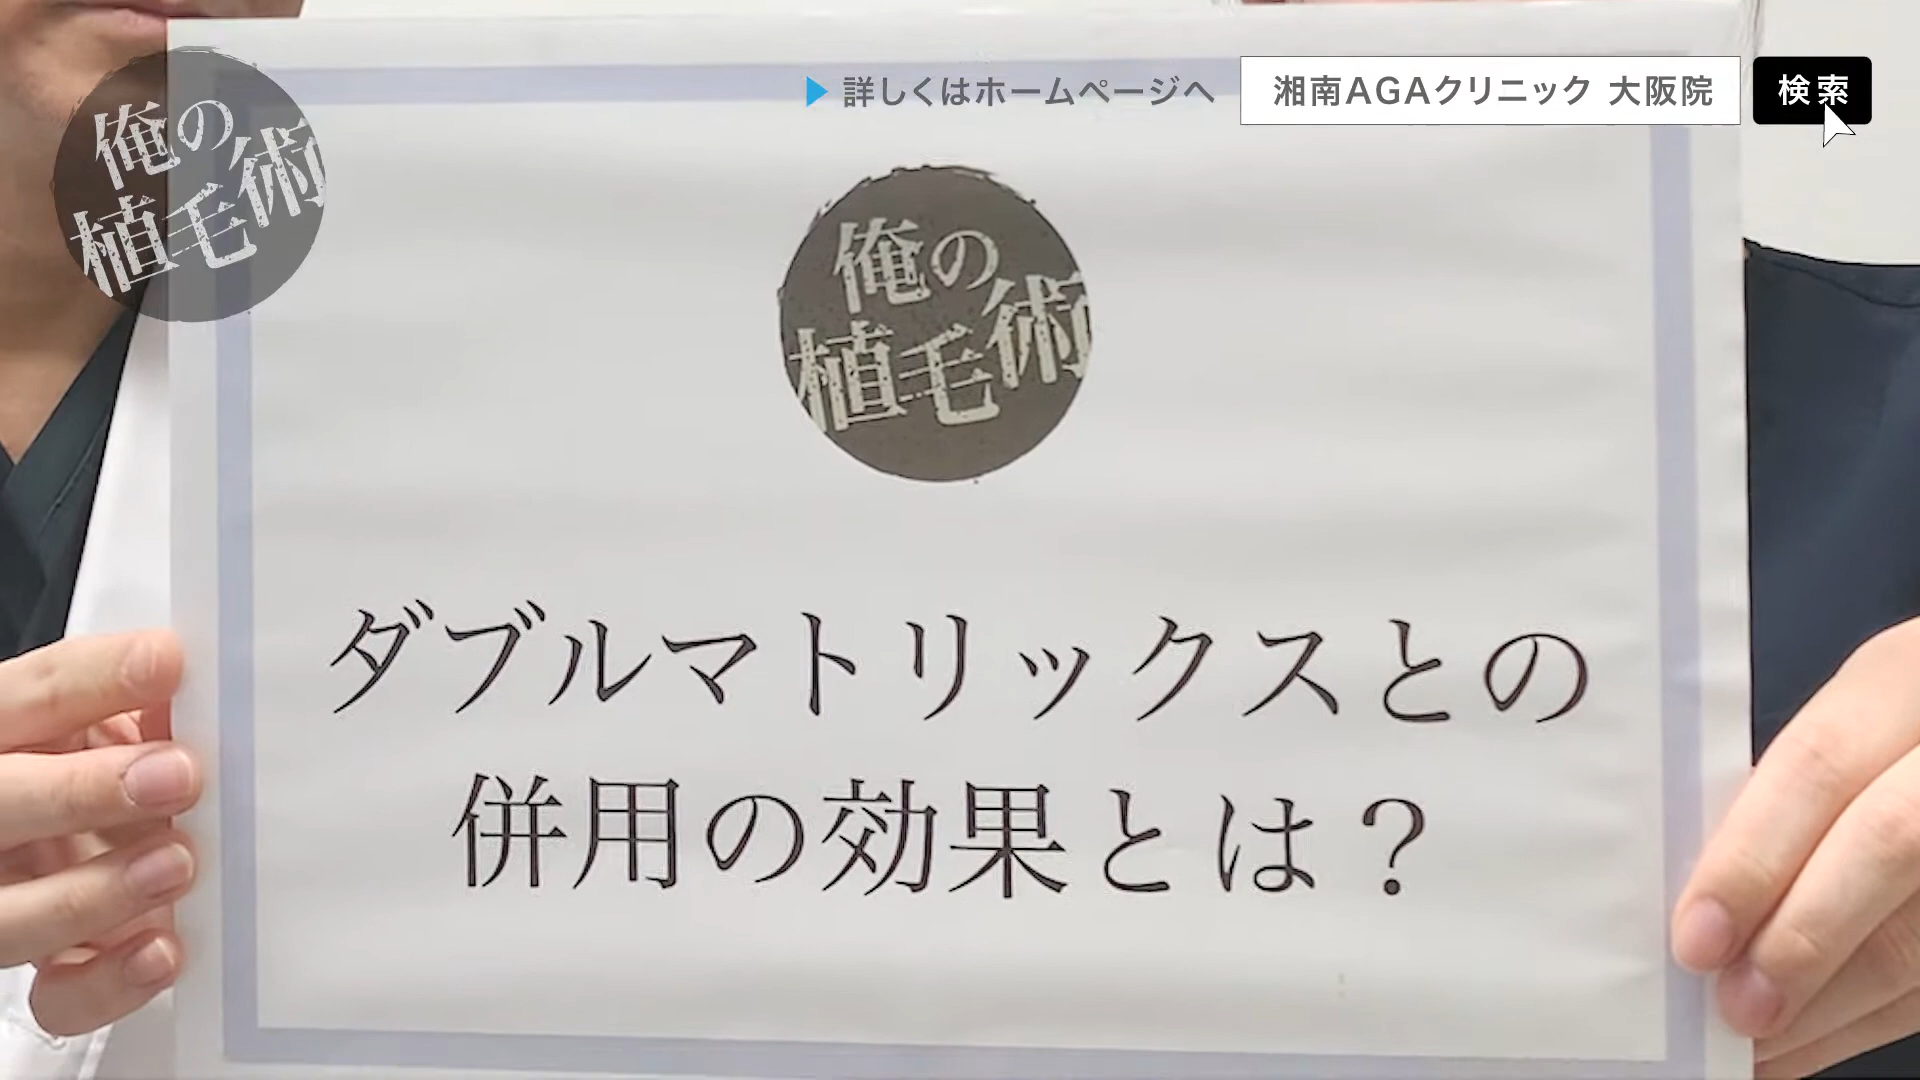 俺の
植毛術
詳しくはホームページへ
湘南AGAクリニック 大阪院
検索
俺の
植毛術
ダブルマトリックスとの
併用の効果とは？